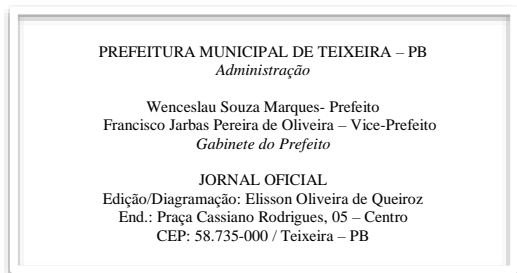 PREFEITURA MUNICIPAL DE TEIXEIRA – PB
Administração
Wenceslau Souza Marques- Prefeito
Francisco Jarbas Pereira de Oliveira – Vice-Prefeito
Gabinete do Prefeito
JORNAL OFICIAL
Edição/Diagramação: Elisson Oliveira de Queiroz
End.: Praça Cassiano Rodrigues, 05 – Centro
CEP: 58.735-000 / Teixeira – PB